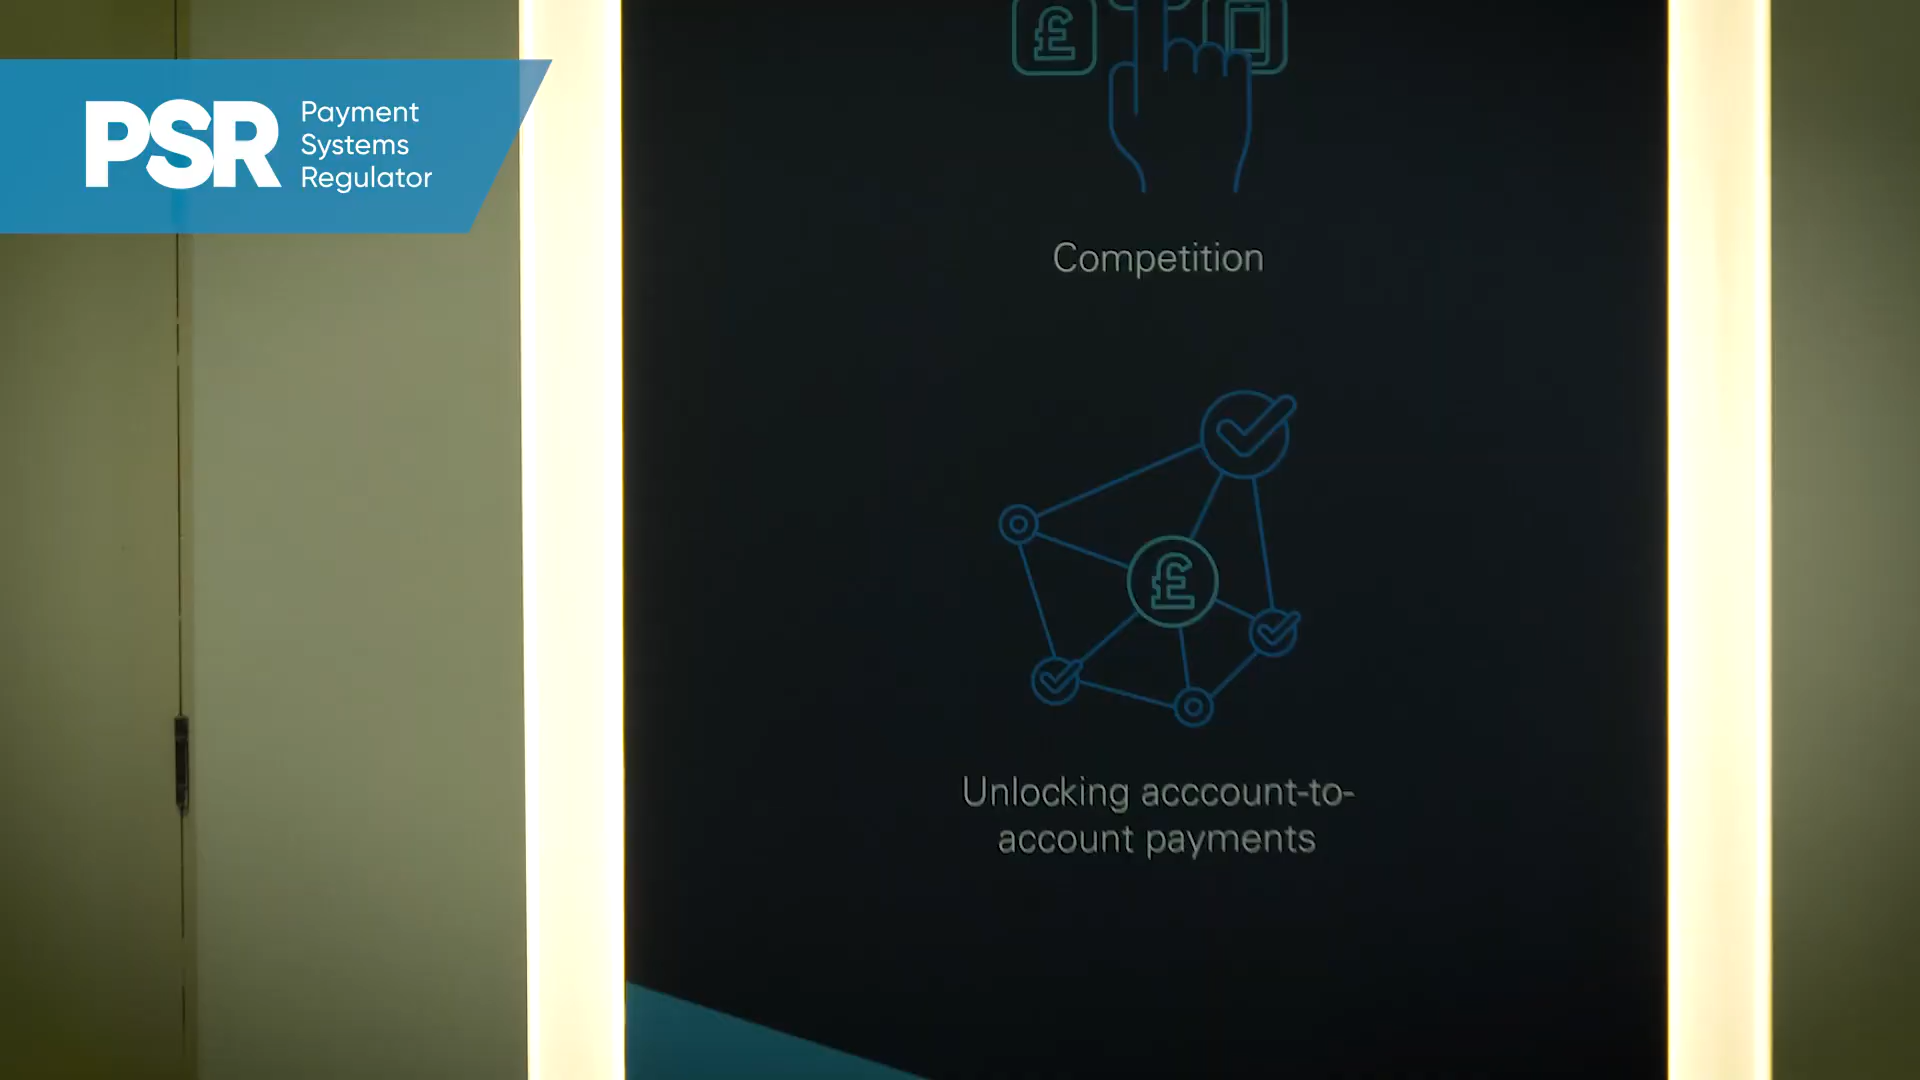 PSR
Payment
Systems
Regulator
£
Competition
£
Unlocking acccount-to-
account payments